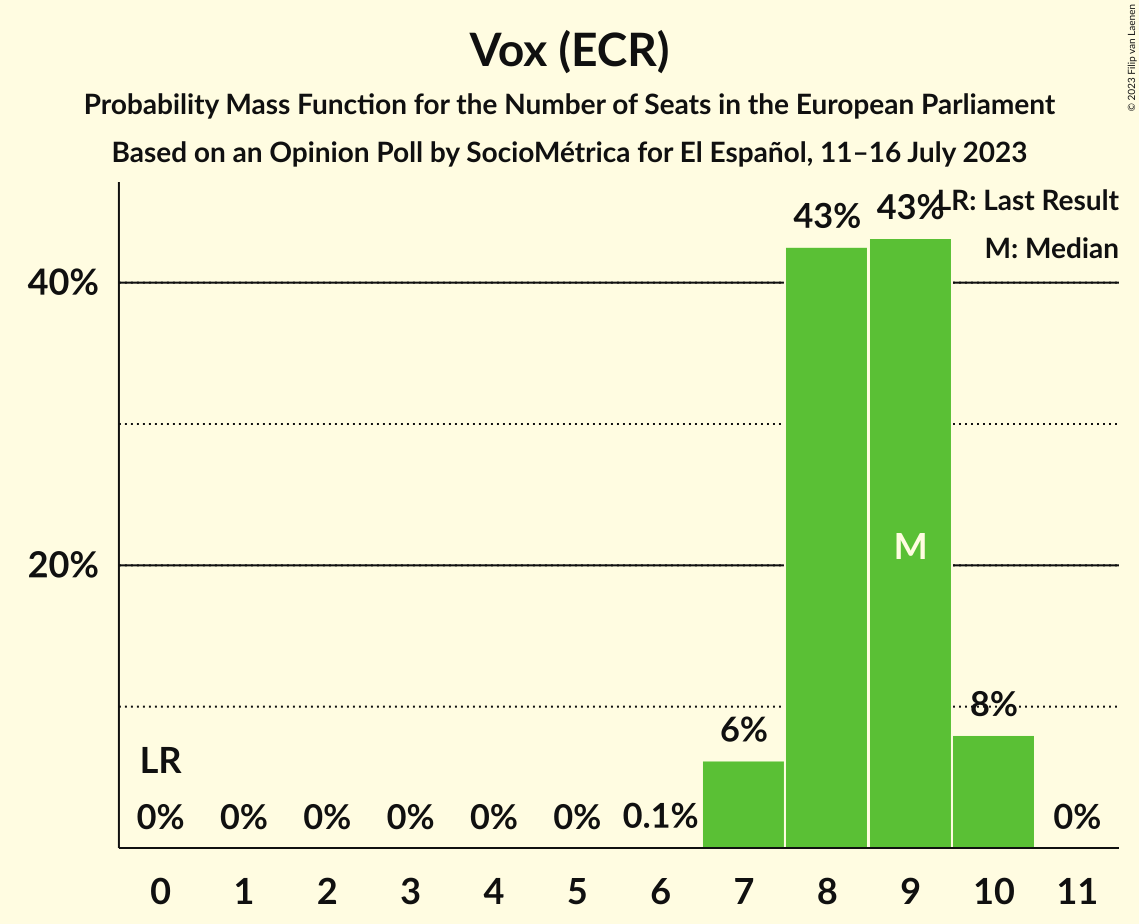 © 2023 Filip van Laenen
Vox (ECR)
Probability Mass Function for the Number of Seats in the European Parliament
Based on an Opinion Poll by SocioMétrica for El Español, 11–16 July 2023
LR: Last Result
M: Median
43% 43%
40%
20%
M
8%
6%
LR
0% 0% 0% 0% 0% 0% 0.1% 0%
0 1 2 3 4 5 6 7 8 9 10 11